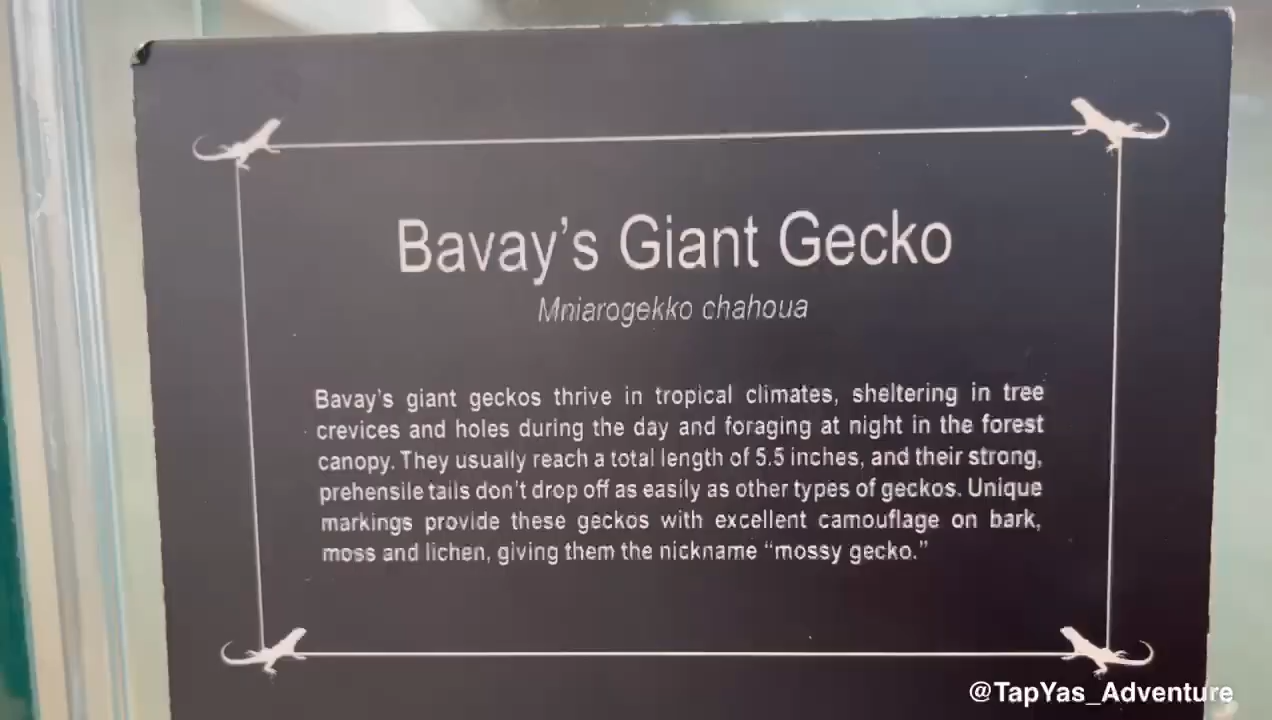 Bavay's Giant Gecko
Mniarogekko chahoua
Bavay's giant geckos thrive in tropical climates, sheltering in tree
crevices and holes during the day and foraging at night in the forest
canopy. They usually reach a total length of 5.5 inches, and their strong,
prehensile tails don't drop off as easily as other types of geckos. Unique
markings provide these geckos with excellent camouflage on bark,
moss and lichen, giving them the nickname “mossy gecko.”
@TapYas_Adventure